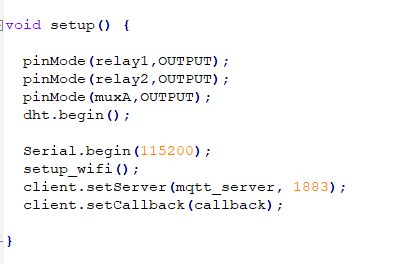 void setup() {
pinMode(relay1,OUTPUT);
pinMode(relay2,OUTPUT);
pinMode(muxA,OUTPUT);
dht.begin();
Serial.begin(115200);
setup_wifi();
client.setServer(mqtt_server, 1883);
client.setCallback(callback);
}